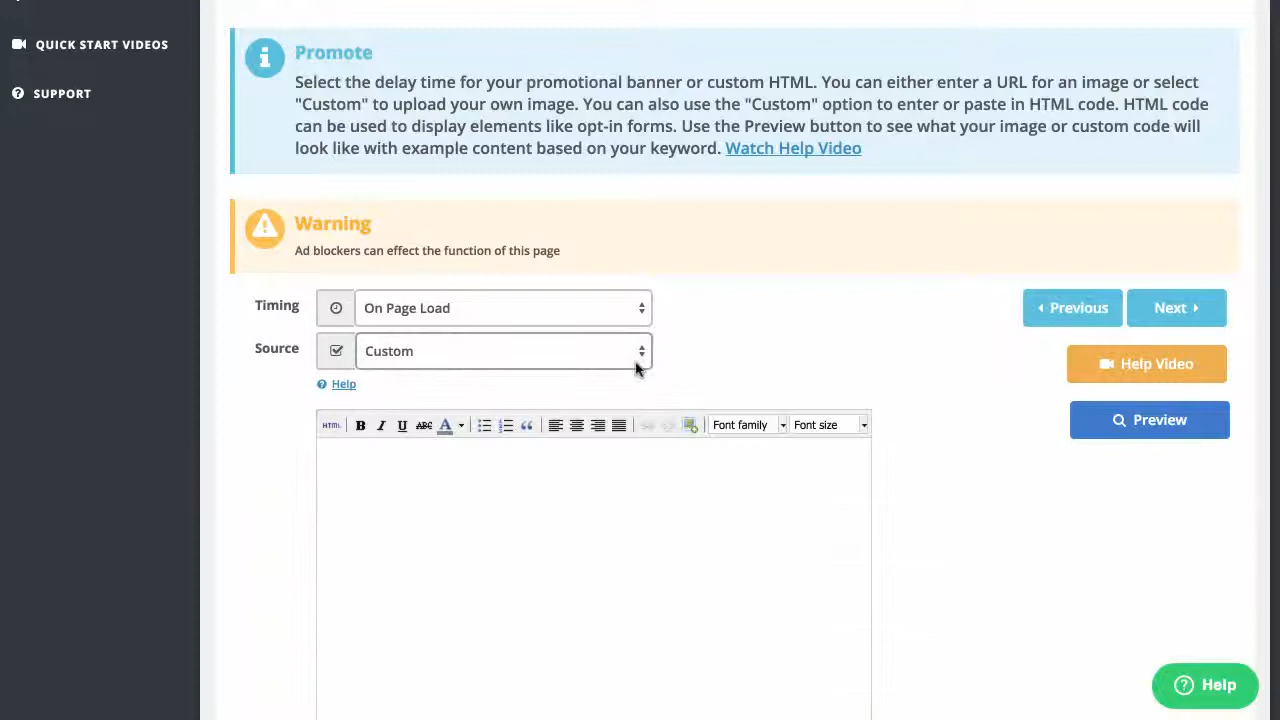 QUICK START VIDEOS
SUPPORT
Promote
Select the delay time for your promotional banner or custom HTML. You can either enter a URL for an image or select
"Custom" to upload your own image. You can also use the "Custom" option to enter or paste in HTML code. HTML code
can be used to display elements like opt-in forms. Use the Preview button to see what your image or custom code will
look like with example content based on your keyword. Watch Help Video
Warning
Ad blockers can effect the function of this page
Timing On Page Load Previous Next
Source Custom
Help Video
Help
Preview
HTML B I U ABC A Font family Font size
Help